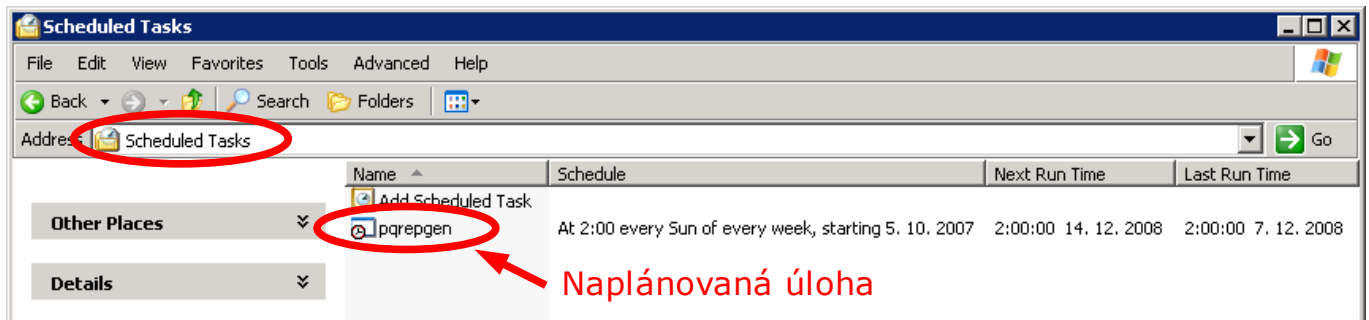 Scheduled Tasks
File Edit View Favorites Tools Advanced Help
Back Search Folders
Address Scheduled Tasks Go
Name Schedule Next Run Time Last Run Time
Add Scheduled Task
Other Places pqrepgen At 2:00 every Sun of every week, starting 5. 10. 2007 2:00:00 14. 12. 2008 2:00:00 7. 12. 2008
Details Naplánovaná úloha